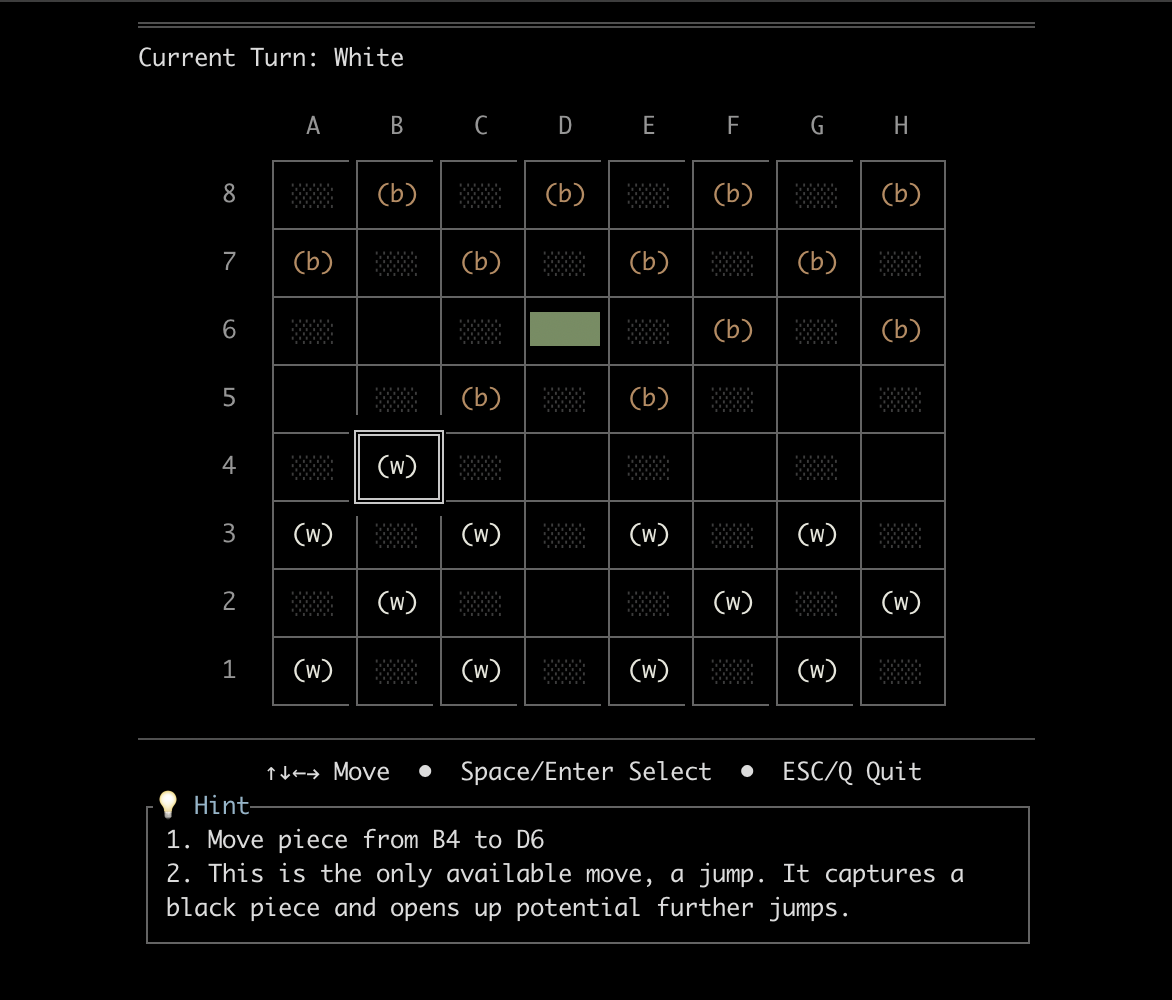 Current Turn: White
A B C D E F G H
8 (b) (b) (b) (b)
7 (b) (b) (b) (b)
6 (b) (b)
5 (b) (b)
4 (w)
3 (w) (w) (w) (w)
2 (w) (w) (w)
1 (w) (w) (w) (w)
↑↓←→ Move ● Space/Enter Select ● ESC/Q Quit
💡 Hint
1. Move piece from B4 to D6
2. This is the only available move, a jump. It captures a
black piece and opens up potential further jumps.